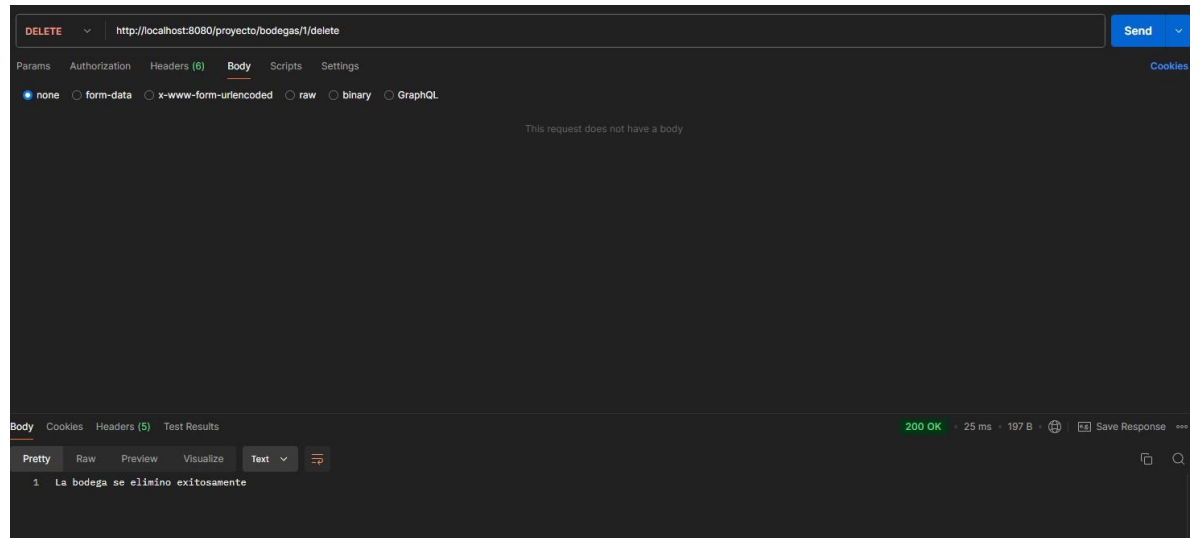 DELETE http://localhost:8080/proyecto/bodegas/1/delete Send
Params Authorization Headers (6) Body Scripts Settings Cookies
none form-data x-www-form-urlencoded raw binary GraphQL
This request does not have a body
Body Cookies Headers (5) Test Results 200 OK 25 ms 197 B Save Response
Pretty Raw Preview Visualize Text
1 La bodega se elimino exitosamente